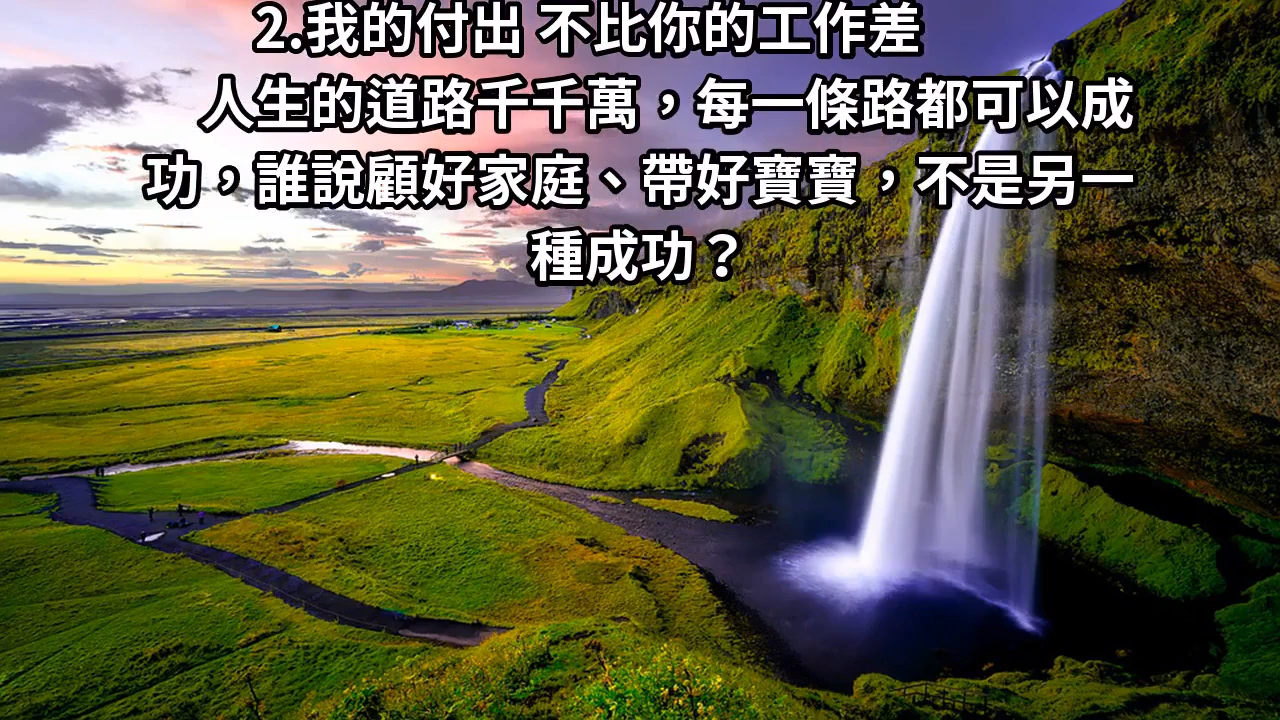 2.我的付出 不比你的工作差
人生的道路千千萬，每一條路都可以成
功，誰說顧好家庭、帶好寶寶，不是另一
種成功？